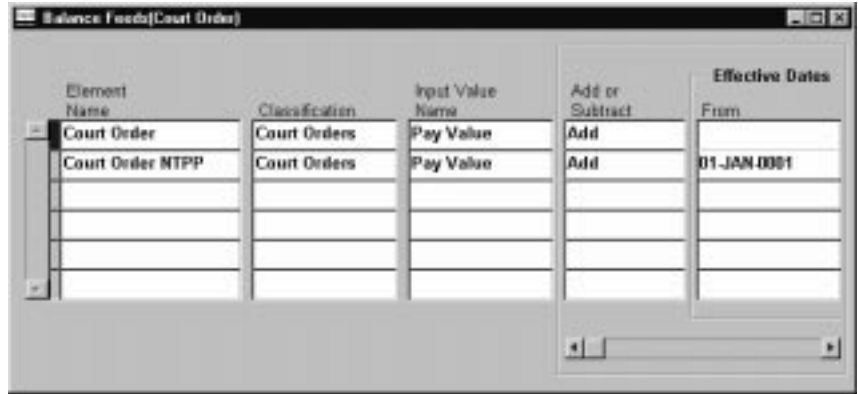 Balance Feeds(Court Order)
Effective Dates
Element Name
Classification
Input Value Name
Add or Subtract
From
Court Order Court Orders Pay Value Add
Court Order NTPP Court Orders Pay Value Add 01-JAN-0001